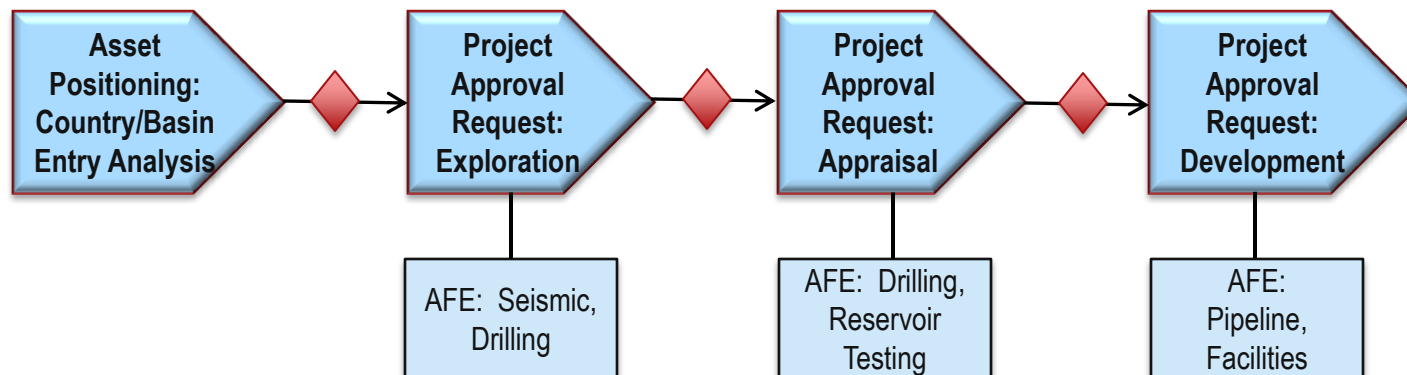 Asset
Positioning:
Country/Basin
Entry Analysis
Project
Approval
Request:
Exploration
Project
Approval
Request:
Appraisal
Project
Approval
Request:
Development
AFE: Seismic,
Drilling
AFE: Drilling,
Reservoir
Testing
AFE:
Pipeline,
Facilities